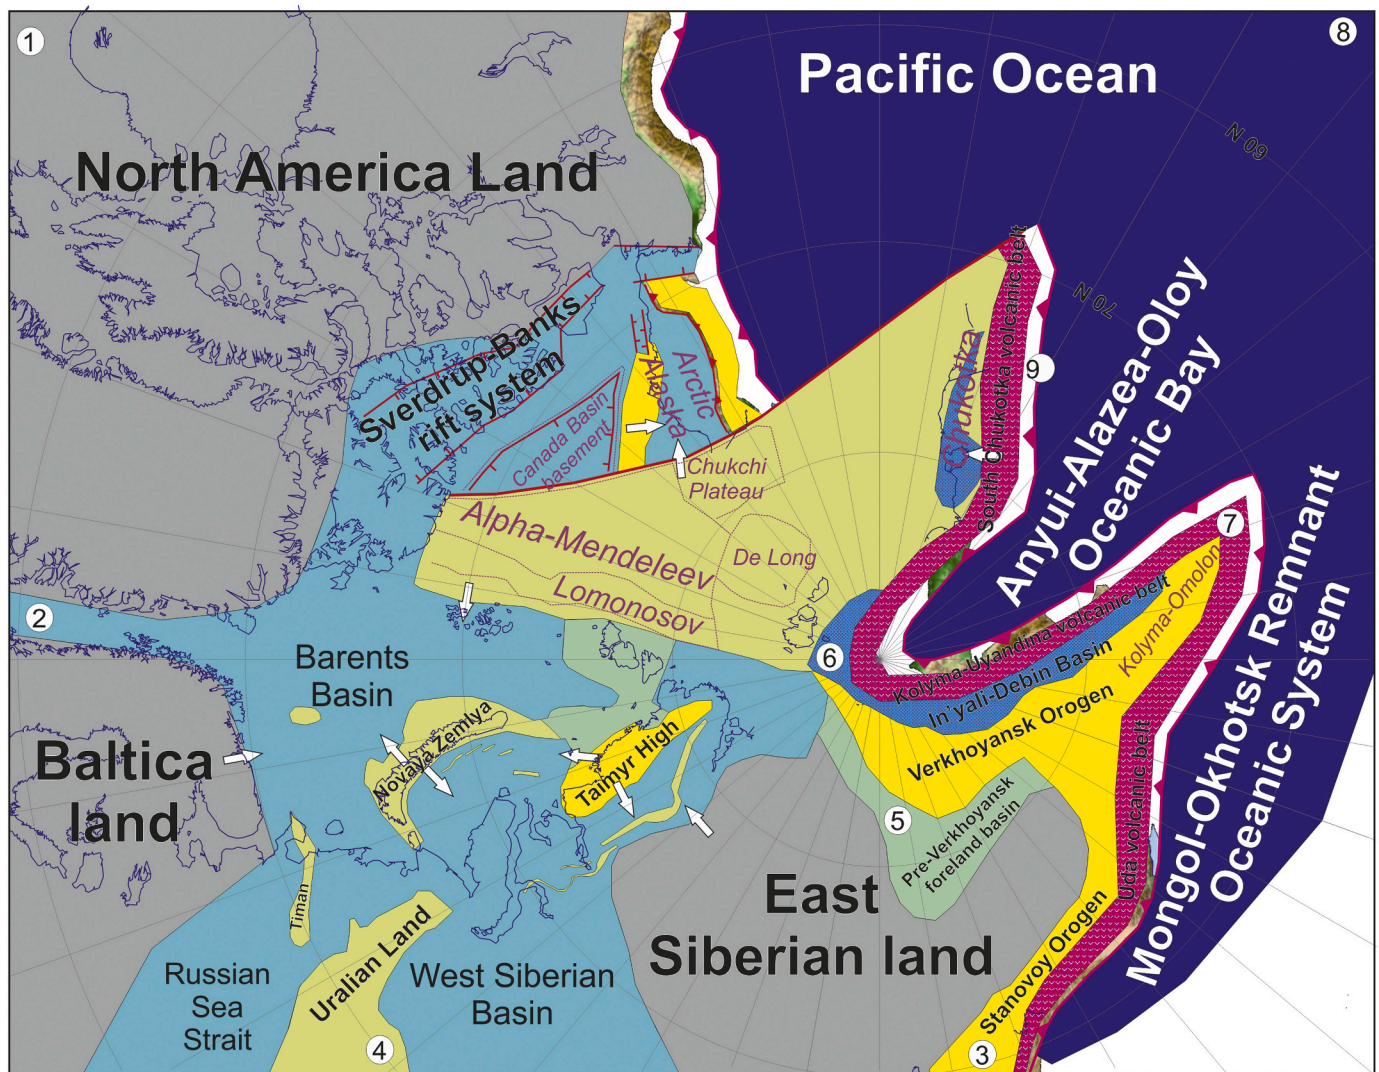 1
8
Pacific Ocean
60 N
North America Land
70 N
South Chukotka volcanic belt
9
Anyui-Alazea-Oloy
Oceanic Bay
Chukotka
Sverdrup-Banks
rift system
Arctic
Alaska
Canada Basin
basement
Chukchi
Plateau
Alpha-Mendeleev
De Long
Lomonosov
7
Mongol-Okhotsk Remnant
Oceanic System
Kolyma-Omolon
Kolyma-Uyandina volcanic belt
In'yali-Debin Basin
Verkhoyansk Orogen
2
6
Barents
Basin
Novaya Zemlya
Taimyr High
Baltica
land
5
Pre-Verkhoyansk
foreland basin
Uda volcanic belt
East
Siberian land
Timan
Uralian Land
Russian
Sea
Strait
West Siberian
Basin
Stanovoy Orogen
4
3